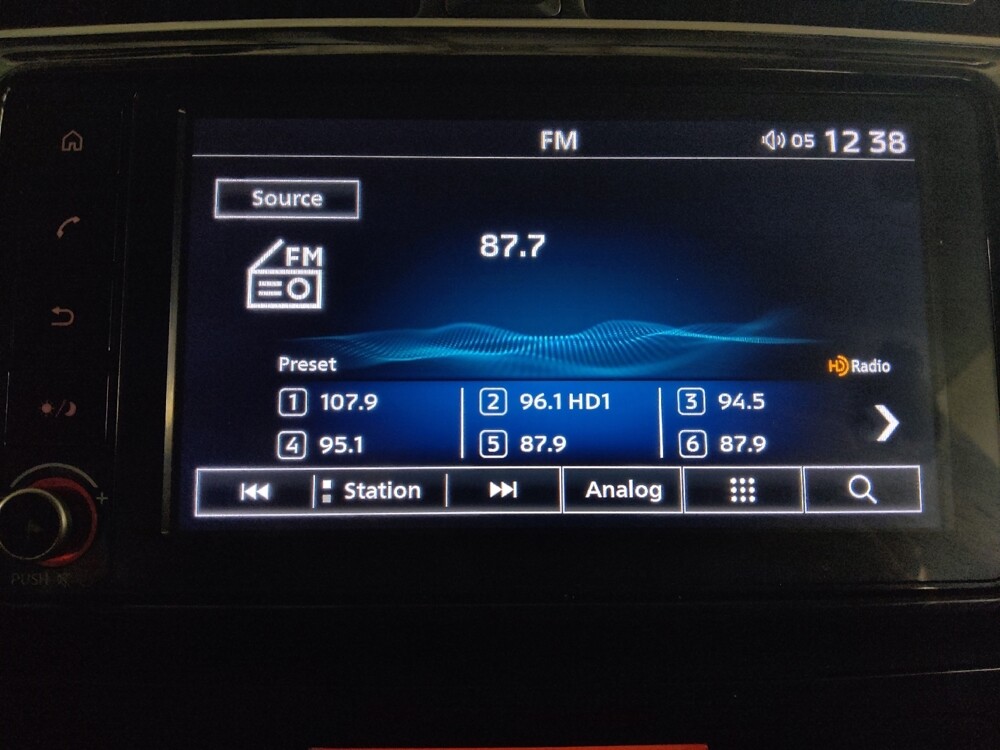 FM 05 12 38
Source
FM
87.7
Preset
HD Radio
1 107.9 2 96.1 HD1 3 94.5
4 95.1 5 87.9 6 87.9
Station Analog
+
PUSH